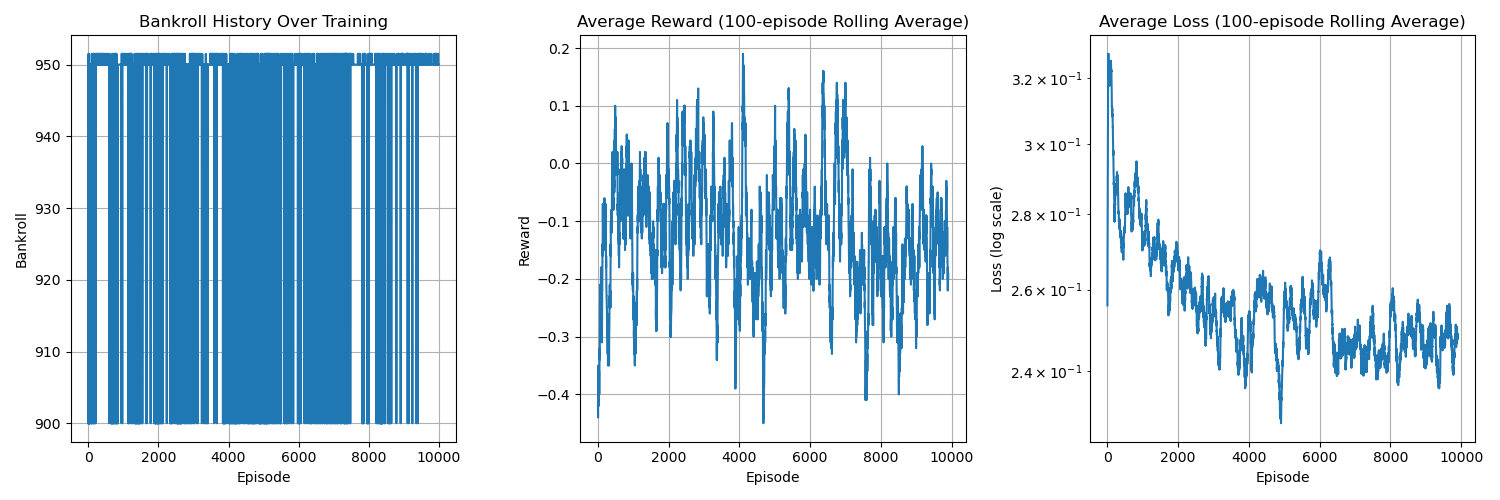 Bankroll History Over Training
Bankroll
950
940
930
920
910
900
0 2000 4000 6000 8000 10000
Episode
Average Reward (100-episode Rolling Average)
Reward
0.2
0.1
0.0
−0.1
−0.2
−0.3
−0.4
0 2000 4000 6000 8000 10000
Episode
Average Loss (100-episode Rolling Average)
Loss (log scale)
3.2 × 10⁻¹
3 × 10⁻¹
2.8 × 10⁻¹
2.6 × 10⁻¹
2.4 × 10⁻¹
0 2000 4000 6000 8000 10000
Episode